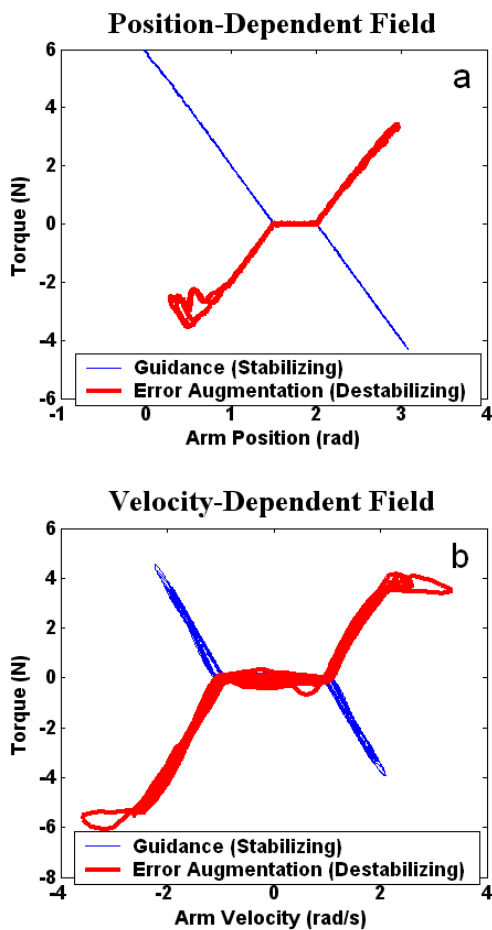 Position-Dependent Field
a
6
4
2
0
-2
-4
-6
Torque (N)
Guidance (Stabilizing)
Error Augmentation (Destabilizing)
-1 0 1 2 3 4
Arm Position (rad)
Velocity-Dependent Field
b
6
4
2
0
-2
-4
-6
-8
Torque (N)
Guidance (Stabilizing)
Error Augmentation (Destabilizing)
-4 -2 0 2 4
Arm Velocity (rad/s)